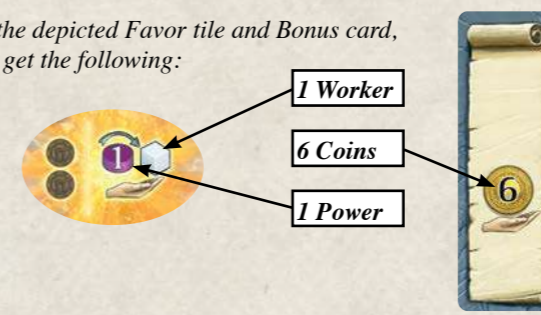 the depicted Favor tile and Bonus card,
get the following:
1 Worker
1
6 Coins
6
1 Power